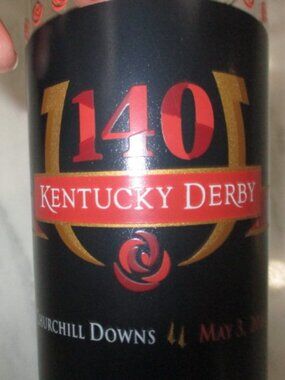 140
KENTUCKY DERBY
CHURCHILL DOWNS MAY 3,